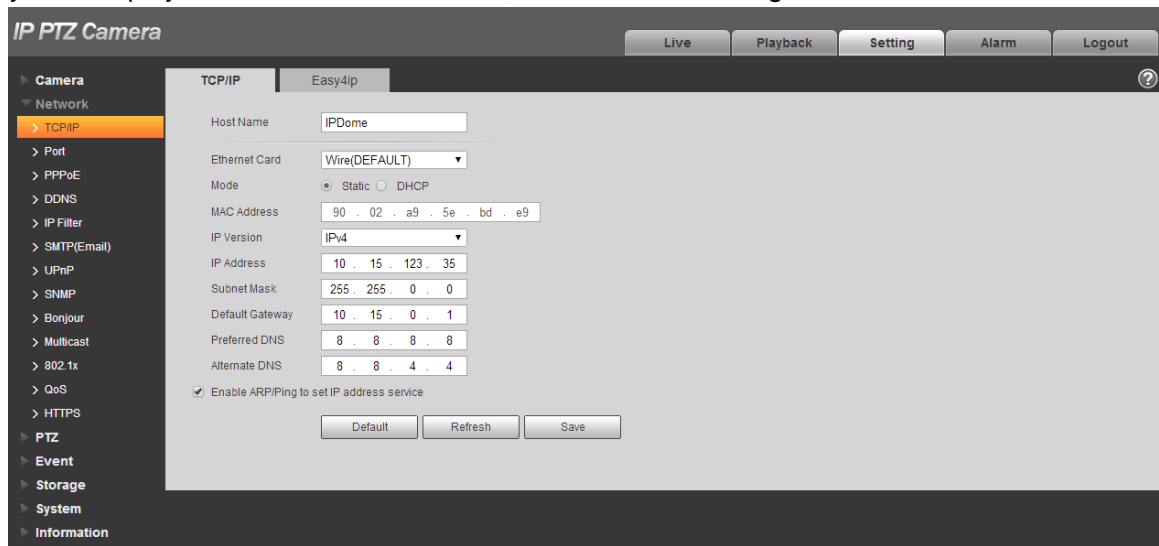 IP PTZ Camera
Live Playback Setting Alarm Logout
Camera
Network
TCP/IP
Port
PPPoE
DDNS
IP Filter
SMTP(Email)
UPnP
SNMP
Bonjour
Multicast
802.1x
QoS
HTTPS
PTZ
Event
Storage
System
Information
TCP/IP Easy4ip
?
Host Name IPDome
Ethernet Card Wire(DEFAULT)
Mode Static DHCP
MAC Address 90 . 02 . a9 . 5e . bd . e9
IP Version IPv4
IP Address 10 . 15 . 123 . 35
Subnet Mask 255 . 255 . 0 . 0
Default Gateway 10 . 15 . 0 . 1
Preferred DNS 8 . 8 . 8 . 8
Alternate DNS 8 . 8 . 4 . 4
Enable ARP/Ping to set IP address service
Default Refresh Save